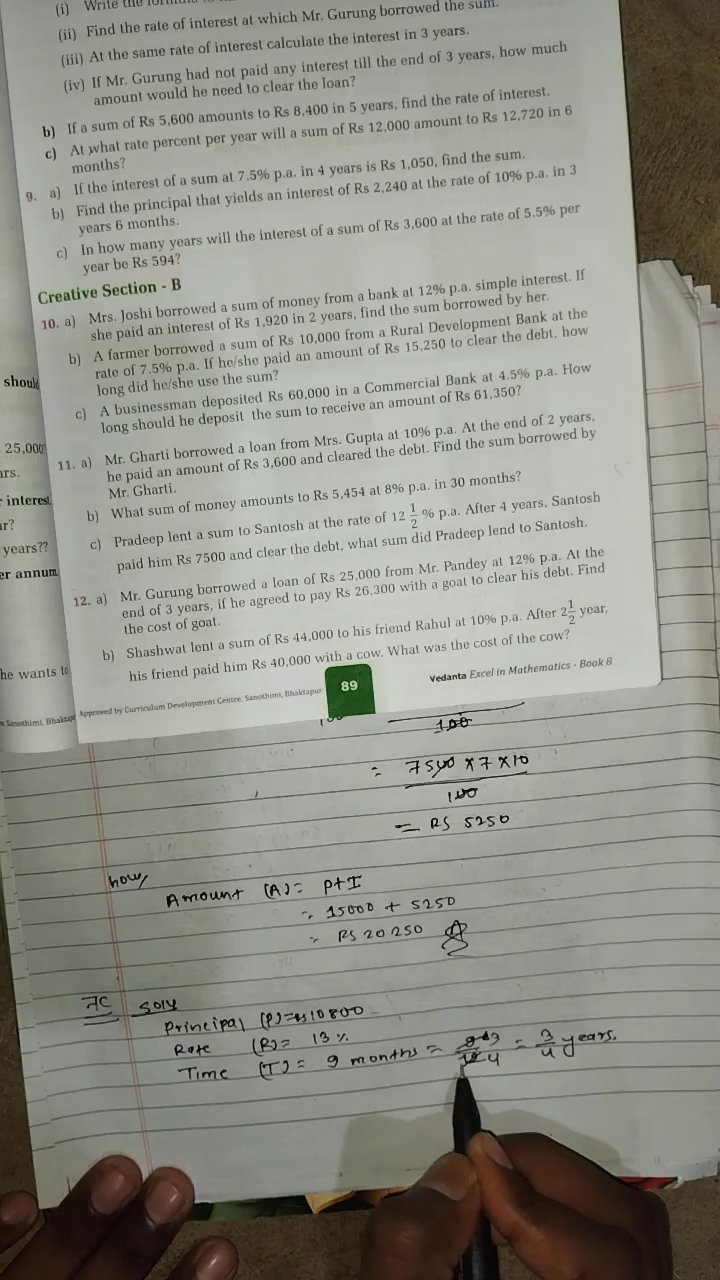 (i) Write the
(ii) Find the rate of interest at which Mr. Gurung borrowed the sum.
(iii) At the same rate of interest calculate the interest in 3 years.
(iv) If Mr. Gurung had not paid any interest till the end of 3 years, how much
amount would he need to clear the loan?
b) If a sum of Rs 5,600 amounts to Rs 8,400 in 5 years, find the rate of interest.
c) At what rate percent per year will a sum of Rs 12,000 amount to Rs 12,720 in 6
months?
9. a) If the interest of a sum at 7.5% p.a. in 4 years is Rs 1,050, find the sum.
b) Find the principal that yields an interest of Rs 2,240 at the rate of 10% p.a. in 3
years 6 months.
c) In how many years will the interest of a sum of Rs 3,600 at the rate of 5.5% per
year be Rs 594?
Creative Section - B
10. a) Mrs. Joshi borrowed a sum of money from a bank at 12% p.a. simple interest. If
she paid an interest of Rs 1,920 in 2 years, find the sum borrowed by her.
b) A farmer borrowed a sum of Rs 10,000 from a Rural Development Bank at the
rate of 7.5% p.a. If he/she paid an amount of Rs 15,250 to clear the debt, how
long did he/she use the sum?
c) A businessman deposited Rs 60,000 in a Commercial Bank at 4.5% p.a. How
long should he deposit the sum to receive an amount of Rs 61,350?
11. a) Mr. Gharti borrowed a loan from Mrs. Gupta at 10% p.a. At the end of 2 years,
he paid an amount of Rs 3,600 and cleared the debt. Find the sum borrowed by
Mr. Gharti.
b) What sum of money amounts to Rs 5,454 at 8% p.a. in 30 months?
c) Pradeep lent a sum to Santosh at the rate of 12 1/2 % p.a. After 4 years, Santosh
paid him Rs 7500 and clear the debt, what sum did Pradeep lend to Santosh.
12. a) Mr. Gurung borrowed a loan of Rs 25,000 from Mr. Pandey at 12% p.a. At the
end of 3 years, if he agreed to pay Rs 26,300 with a goat to clear his debt. Find
the cost of goat.
b) Shashwat lent a sum of Rs 44,000 to his friend Rahul at 10% p.a. After 2 1/2 year,
his friend paid him Rs 40,000 with a cow. What was the cost of the cow?
Approved by Curriculum Development Centre, Sanothimi, Bhaktapur 89 Vedanta Excel in Mathematics - Book 8
25,000
interest
years??
er annum
he wants to
100
= 7500 x 7 x 10
100
= RS 5250
now,
Amount (A) = P+I
= 15000 + 5250
= RS 20250
7c Soln
Principal (P)=Rs 10800
Rate (R)= 13 %
Time (T)= 9 months = 9 3/12 4 = 3/4 years.